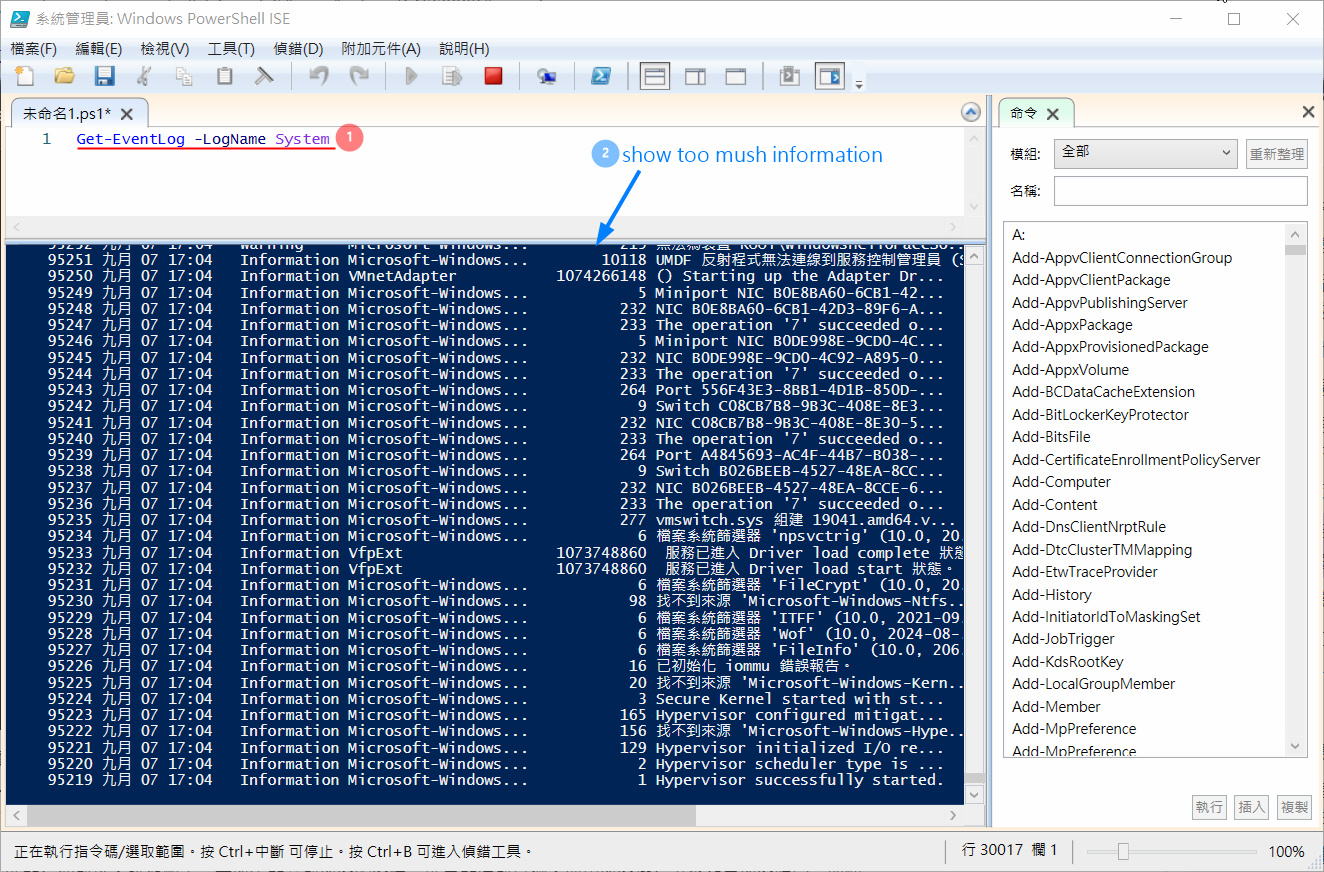 系統管理員: Windows PowerShell ISE
檔案(F) 編輯(E) 檢視(V) 工具(T) 偵錯(D) 附加元件(A) 說明(H)
未命名1.ps1*
1 Get-EventLog -LogName System 1
2 show too mush information
95252 九月 07 17:04 Warning Microsoft-Windows... 219
95251 九月 07 17:04 Information Microsoft-Windows... 10118 UMDF 反射程式無法連線到服務控制管理員 (S
95250 九月 07 17:04 Information VMnetAdapter 1074266148 () Starting up the Adapter Dr...
95249 九月 07 17:04 Information Microsoft-Windows... 5 Miniport NIC B0E8BA60-6CB1-42...
95248 九月 07 17:04 Information Microsoft-Windows... 232 NIC B0E8BA60-6CB1-42D3-89F6-A...
95247 九月 07 17:04 Information Microsoft-Windows... 233 The operation '7' succeeded o...
95246 九月 07 17:04 Information Microsoft-Windows... 5 Miniport NIC B0DE998E-9CD0-4C...
95245 九月 07 17:04 Information Microsoft-Windows... 232 NIC B0DE998E-9CD0-4C92-A895-0...
95244 九月 07 17:04 Information Microsoft-Windows... 233 The operation '7' succeeded o...
95243 九月 07 17:04 Information Microsoft-Windows... 264 Port 556F43E3-8BB1-4D1B-850D-...
95242 九月 07 17:04 Information Microsoft-Windows... 9 Switch C08CB7B8-9B3C-408E-8E3...
95241 九月 07 17:04 Information Microsoft-Windows... 232 NIC C08CB7B8-9B3C-408E-8E30-5...
95240 九月 07 17:04 Information Microsoft-Windows... 233 The operation '7' succeeded o...
95239 九月 07 17:04 Information Microsoft-Windows... 264 Port A4845693-AC4F-44B7-B038-...
95238 九月 07 17:04 Information Microsoft-Windows... 9 Switch B026BEEB-4527-48EA-8CC...
95237 九月 07 17:04 Information Microsoft-Windows... 232 NIC B026BEEB-4527-48EA-8CCE-6...
95236 九月 07 17:04 Information Microsoft-Windows... 233 The operation '7' succeeded o...
95235 九月 07 17:04 Information Microsoft-Windows... 277 vmswitch.sys 組建 19041.amd64.v...
95234 九月 07 17:04 Information Microsoft-Windows... 6 檔案系統篩選器 'npsvctrig' (10.0, 20.
95233 九月 07 17:04 Information VfpExt 1073748860 服務已進入 Driver load complete 狀態
95232 九月 07 17:04 Information VfpExt 1073748860 服務已進入 Driver load start 狀態。
95231 九月 07 17:04 Information Microsoft-Windows... 6 檔案系統篩選器 'FileCrypt' (10.0, 20.
95230 九月 07 17:04 Information Microsoft-Windows... 98 找不到來源 'Microsoft-Windows-Ntfs...
95229 九月 07 17:04 Information Microsoft-Windows... 6 檔案系統篩選器 'ITFF' (10.0, 2021-09.
95228 九月 07 17:04 Information Microsoft-Windows... 6 檔案系統篩選器 'Wof' (10.0, 2024-08-.
95227 九月 07 17:04 Information Microsoft-Windows... 6 檔案系統篩選器 'FileInfo' (10.0, 206.
95226 九月 07 17:04 Information Microsoft-Windows... 16 已初始化 iommu 錯誤報告。
95225 九月 07 17:04 Information Microsoft-Windows... 20 找不到來源 'Microsoft-Windows-Kern..
95224 九月 07 17:04 Information Microsoft-Windows... 3 Secure Kernel started with st...
95223 九月 07 17:04 Information Microsoft-Windows... 165 Hypervisor configured mitigat...
95222 九月 07 17:04 Information Microsoft-Windows... 156 找不到來源 'Microsoft-Windows-Hype..
95221 九月 07 17:04 Information Microsoft-Windows... 129 Hypervisor initialized I/O re...
95220 九月 07 17:04 Information Microsoft-Windows... 2 Hypervisor scheduler type is ...
95219 九月 07 17:04 Information Microsoft-Windows... 1 Hypervisor successfully started.
命令
模組: 全部 重新整理
名稱:
A:
Add-AppvClientConnectionGroup
Add-AppvClientPackage
Add-AppvPublishingServer
Add-AppxPackage
Add-AppxProvisionedPackage
Add-AppxVolume
Add-BCDataCacheExtension
Add-BitLockerKeyProtector
Add-BitsFile
Add-CertificateEnrollmentPolicyServer
Add-Computer
Add-Content
Add-DnsClientNrptRule
Add-DtcClusterTMMapping
Add-EtwTraceProvider
Add-History
Add-InitiatorIdToMaskingSet
Add-JobTrigger
Add-KdsRootKey
Add-LocalGroupMember
Add-Member
Add-MpPreference
Add-MpPreference
執行 插入 複製
正在執行指令碼/選取範圍。按 Ctrl+中斷 可停止。按 Ctrl+B 可進入偵錯工具。 行 30017 欄 1 100%